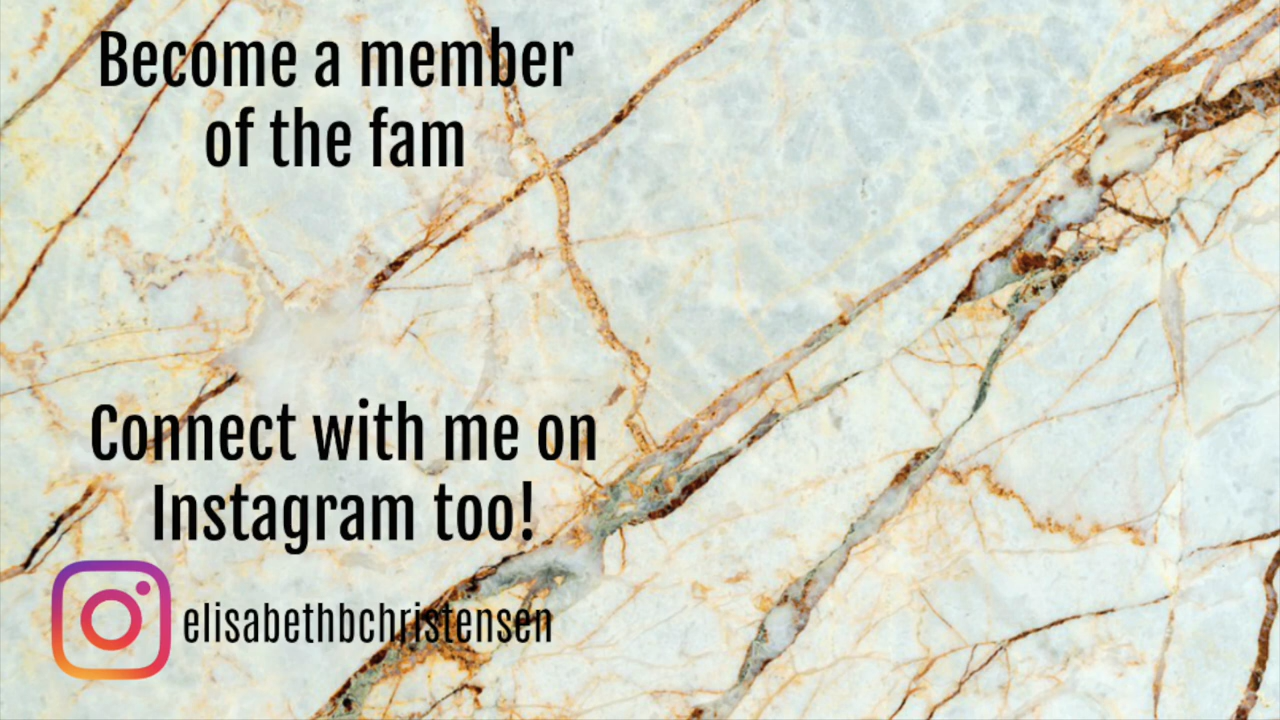 Become a member
of the fam
Connect with me on
Instagram too!
elisabethbchristensen